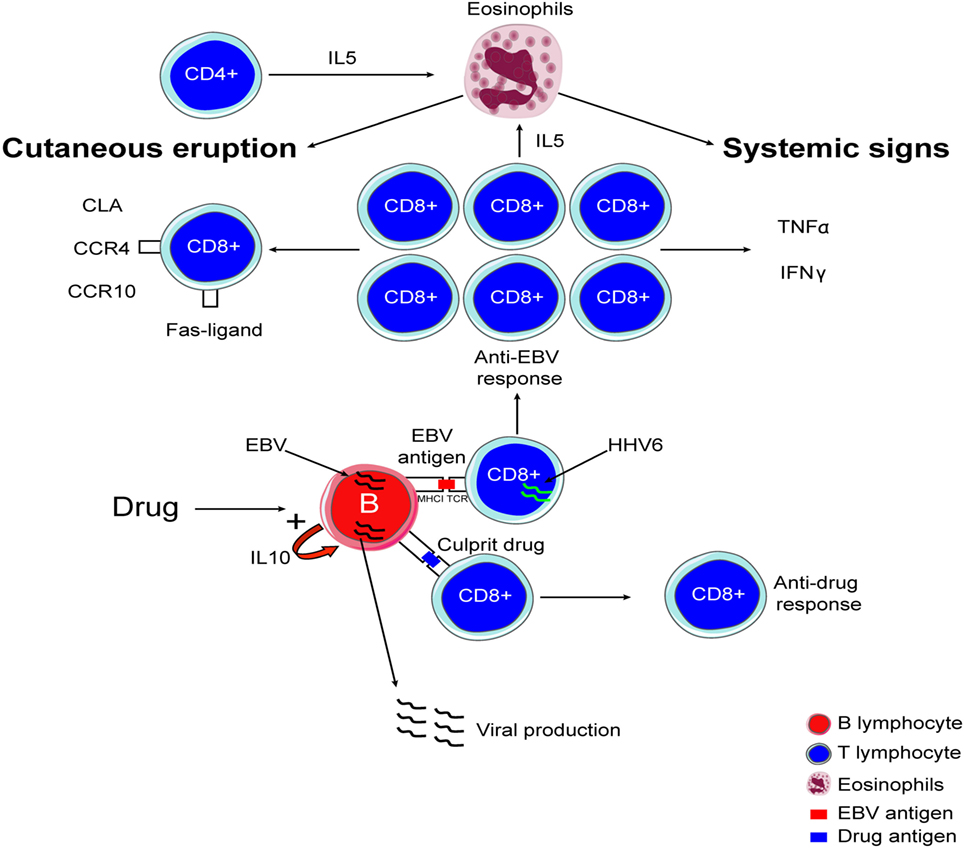 Eosinophils
CD4+
IL5
Cutaneous eruption
IL5
Systemic signs
CLA
CCR4
CCR10
CD8+
Fas-ligand
CD8+
CD8+
CD8+
CD8+
CD8+
CD8+
TNFα
IFNγ
Anti-EBV
response
EBV
EBV
antigen
HHV6
CD8+
MHCI TCR
B
Drug
+
IL10
Culprit drug
CD8+
CD8+
Anti-drug
response
Viral production
B lymphocyte
T lymphocyte
Eosinophils
EBV antigen
Drug antigen